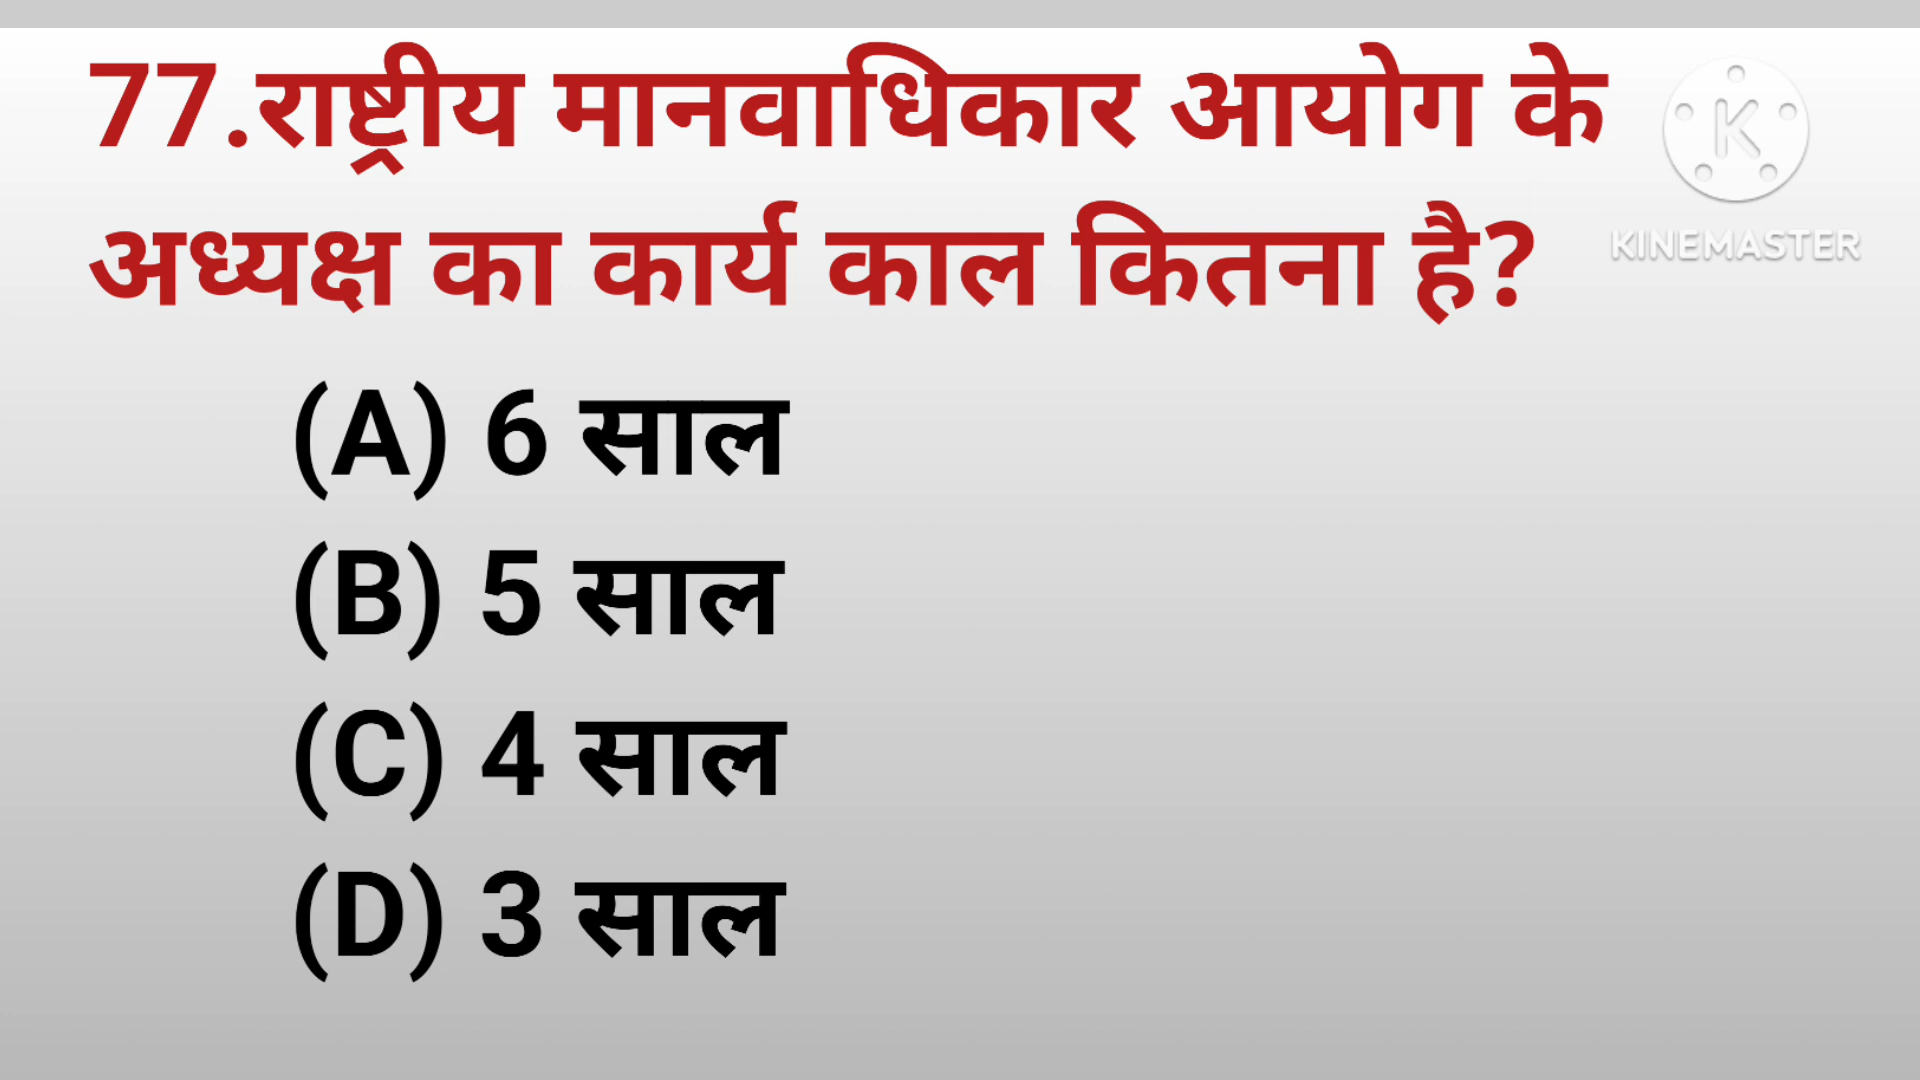 77.राष्ट्रीय मानवाधिकार आयोग के
अध्यक्ष का कार्य काल कितना है?
K
KINEMASTER
(A) 6 साल
(B) 5 साल
(C) 4 साल
(D) 3 साल